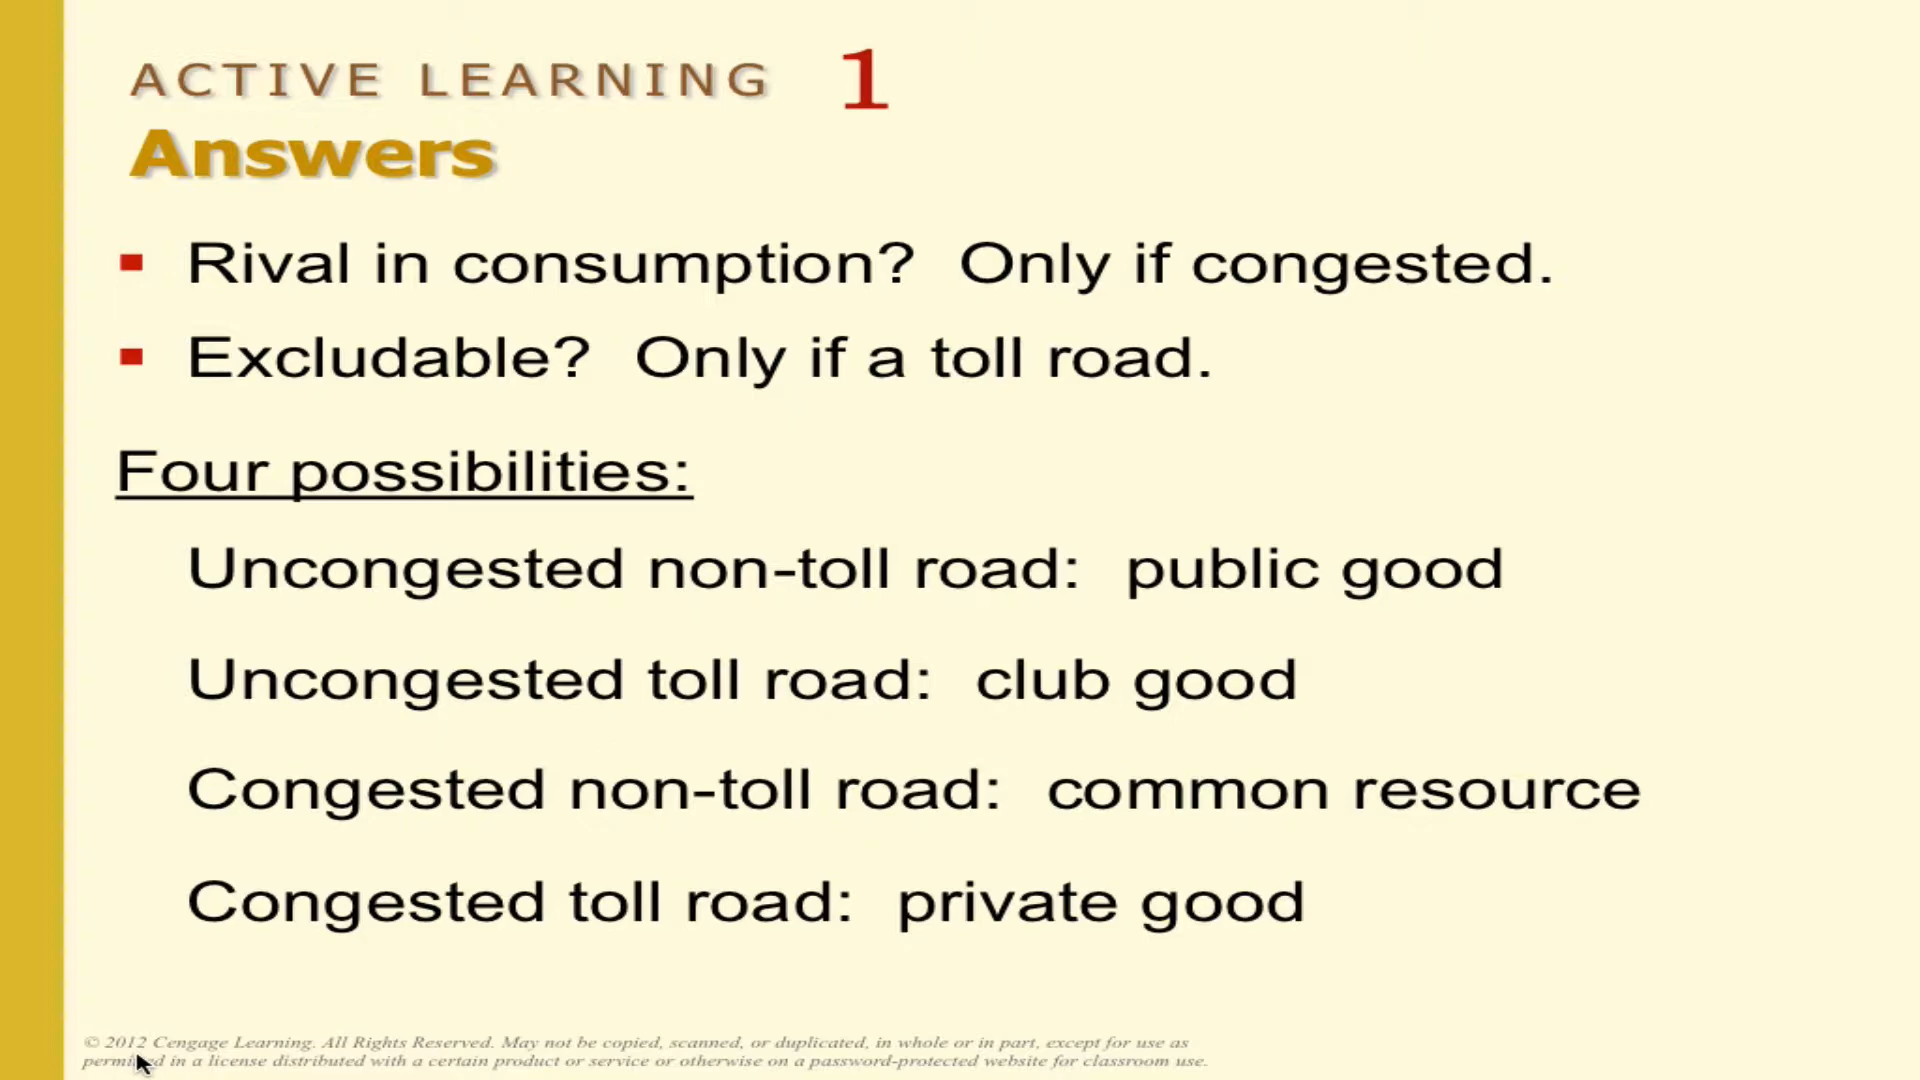 ACTIVE LEARNING 1
Answers
Rival in consumption? Only if congested.
Excludable? Only if a toll road.
Four possibilities:
Uncongested non-toll road: public good
Uncongested toll road: club good
Congested non-toll road: common resource
Congested toll road: private good
© 2012 Cengage Learning. All Rights Reserved. May not be copied, scanned, or duplicated, in whole or in part, except for use as
permitted in a license distributed with a certain product or service or otherwise on a password-protected website for classroom use.